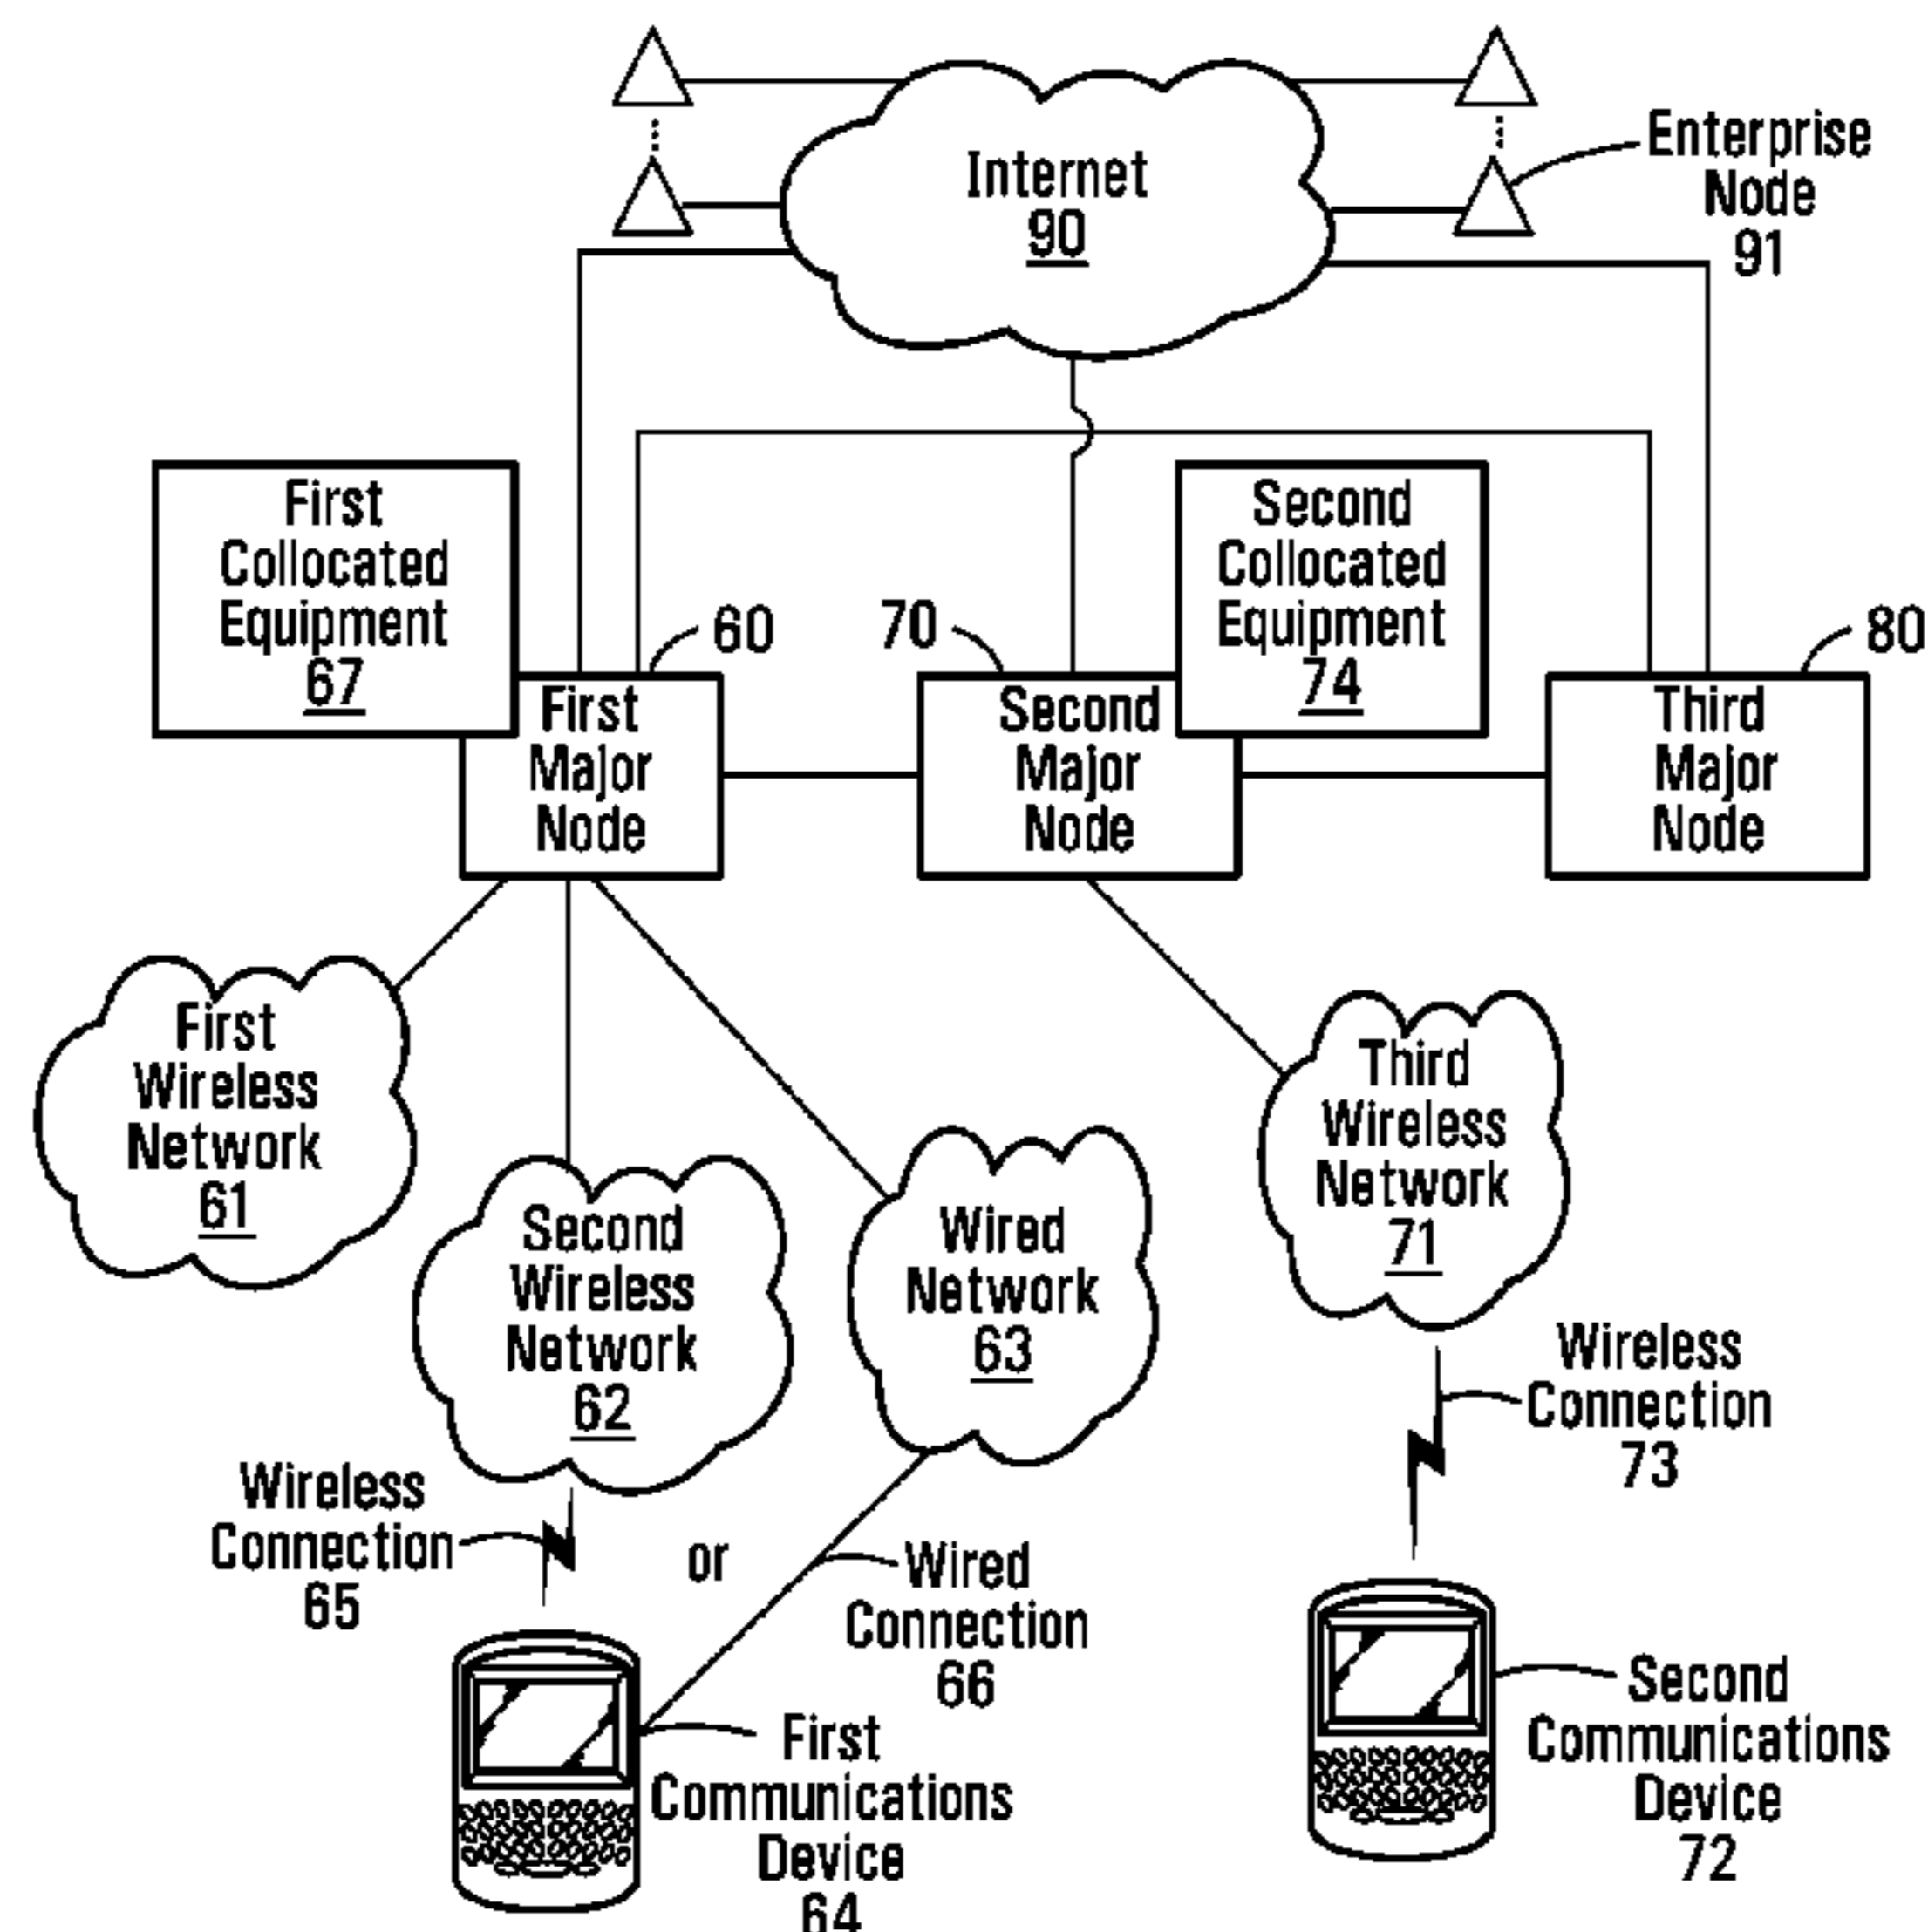 Internet
90
Enterprise
Node
91
First
Collocated
Equipment
67
Second
Collocated
Equipment
74
60
70
80
First
Major
Node
Second
Major
Node
Third
Major
Node
First
Wireless
Network
61
Second
Wireless
Network
62
Wired
Network
63
Third
Wireless
Network
71
Wireless
Connection
73
Wireless
Connection
65
or
Wired
Connection
66
First
Communications
Device
64
Second
Communications
Device
72